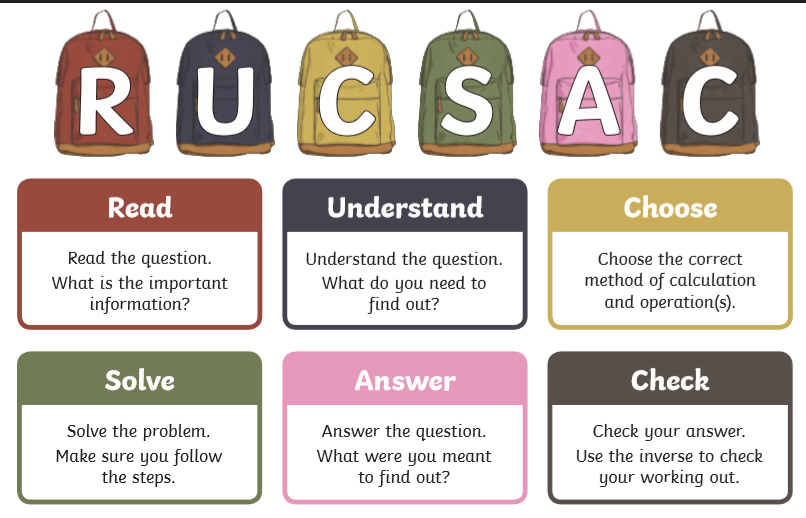 RUCSAC
Read
Read the question.
What is the important
information?
Understand
Understand the question.
What do you need to
find out?
Choose
Choose the correct
method of calculation
and operation(s).
Solve
Solve the problem.
Make sure you follow
the steps.
Answer
Answer the question.
What were you meant
to find out?
Check
Check your answer.
Use the inverse to check
your working out.